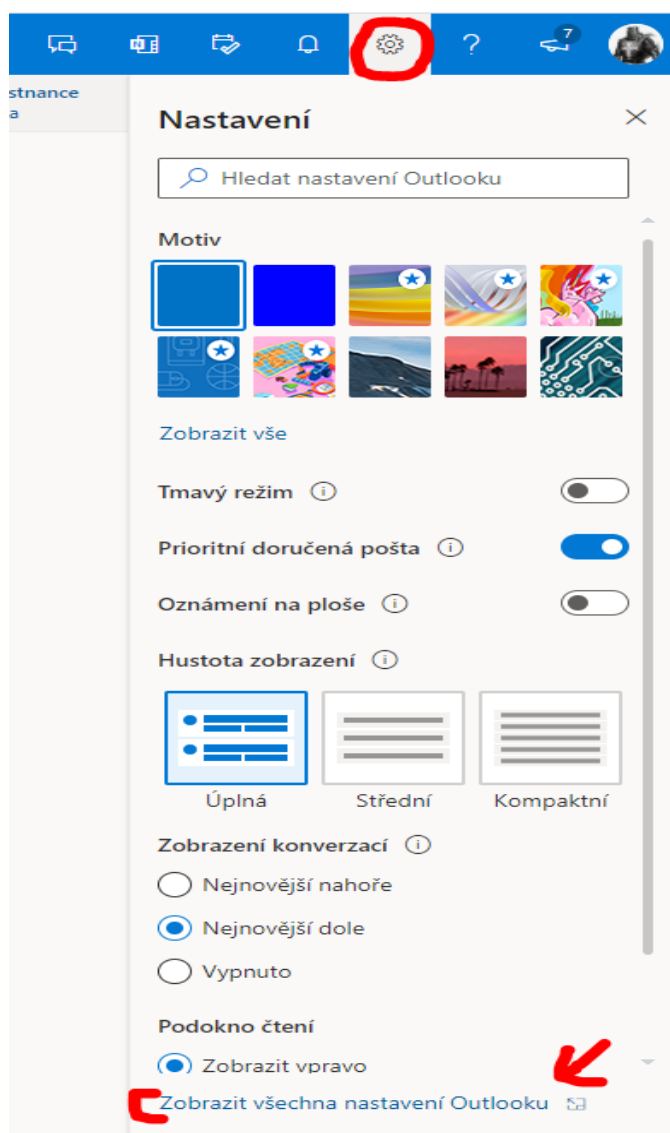 7
stnance
a
Nastavení
Hledat nastavení Outlooku
Motiv
Zobrazit vše
Tmavý režim
Prioritní doručená pošta
Oznámení na ploše
Hustota zobrazení
Úplná Střední Kompaktní
Zobrazení konverzací
Nejnovější nahoře
Nejnovější dole
Vypnuto
Podokno čtení
Zobrazit vpravo
Zobrazit všechna nastavení Outlooku